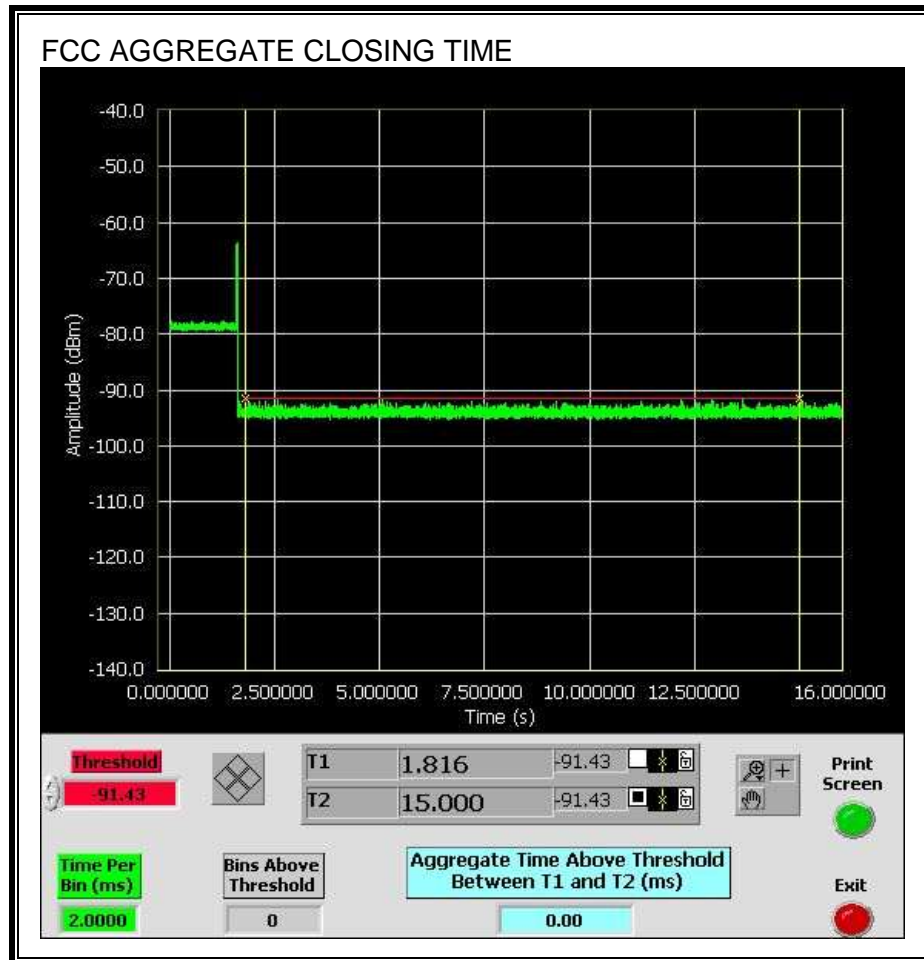 FCC AGGREGATE CLOSING TIME
-40.0
-50.0
-60.0
-70.0
-80.0
-90.0
-100.0
-110.0
-120.0
-130.0
-140.0
Amplitude (dBm)
0.000000 2.500000 5.000000 7.500000 10.000000 12.500000 16.000000
Time (s)
Threshold
-91.43
T1 1.816 -91.43
T2 15.000 -91.43
Print
Screen
Time Per
Bin (ms)
2.0000
Bins Above
Threshold
0
Aggregate Time Above Threshold
Between T1 and T2 (ms)
0.00
Exit